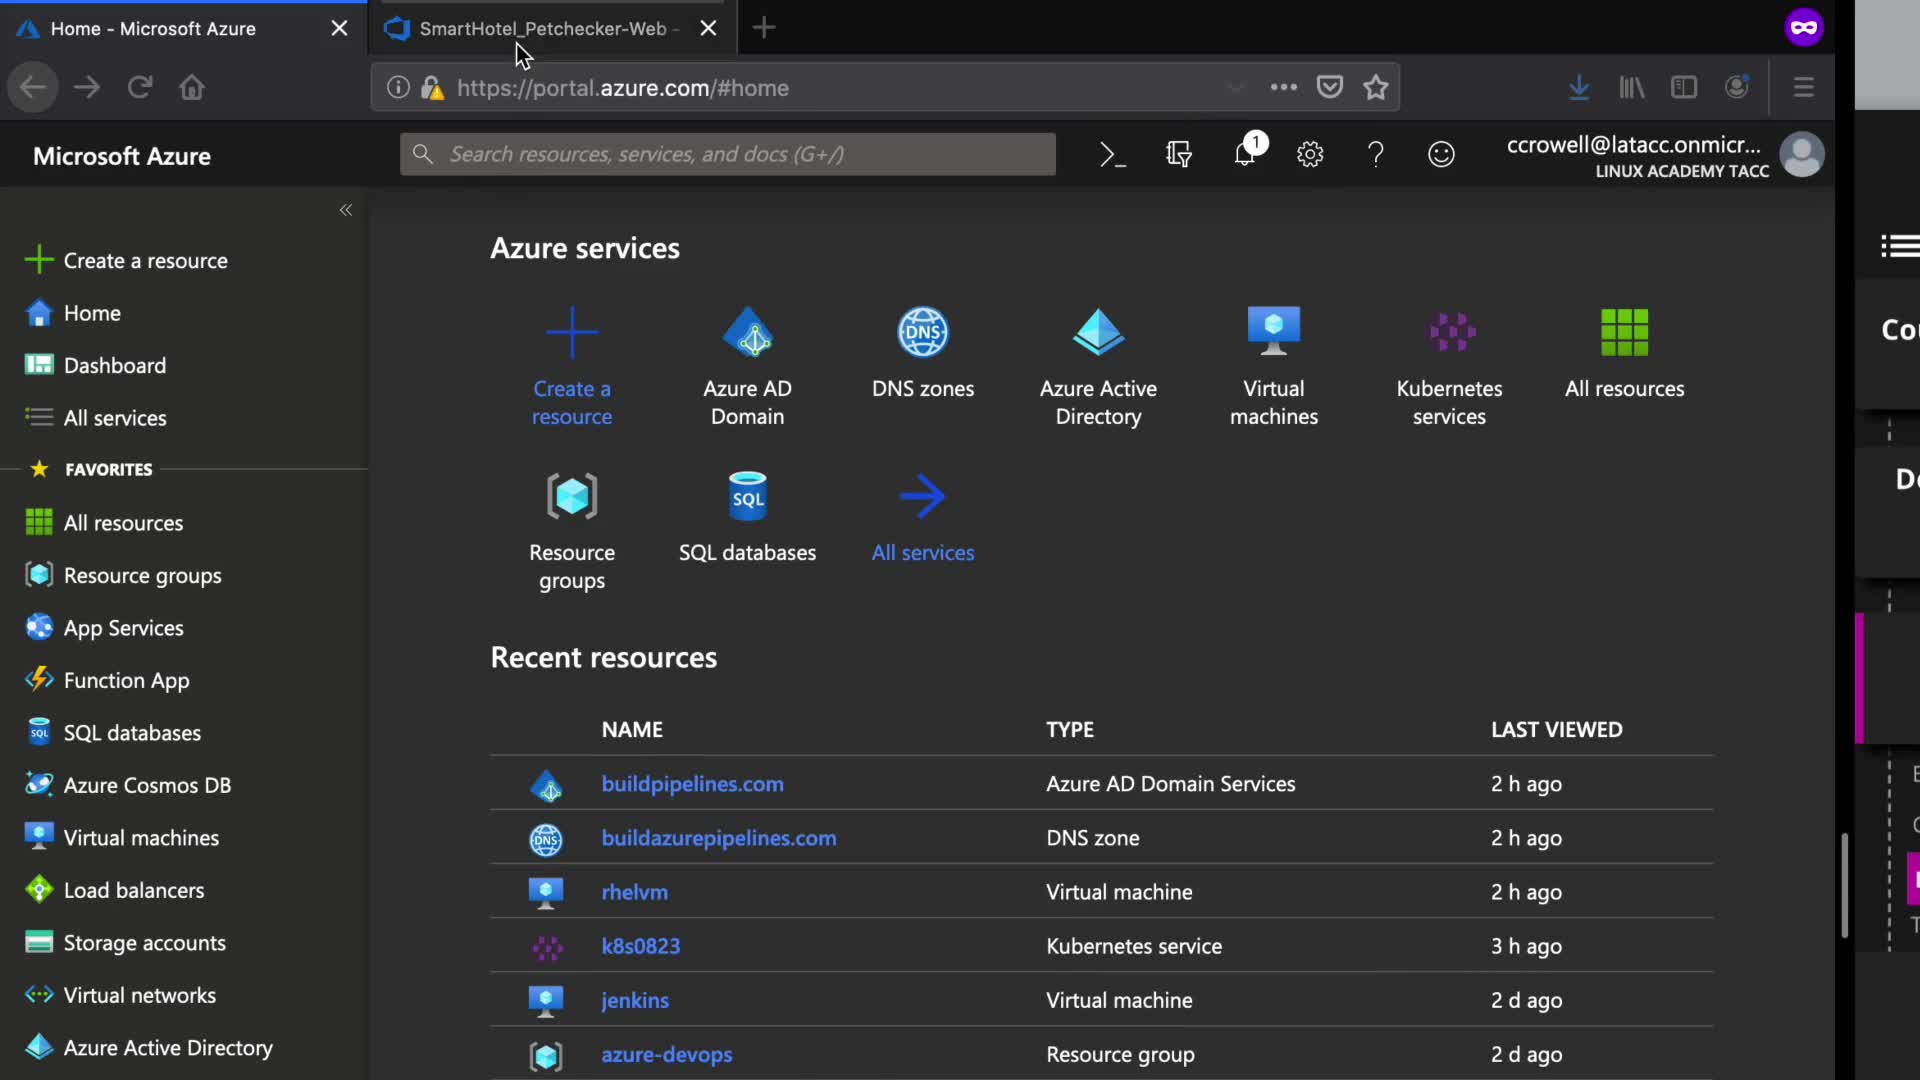 Home - Microsoft Azure
SmartHotel_Petchecker-Web -
https://portal.azure.com/#home
Microsoft Azure
Search resources, services, and docs (G+/)
1
ccrowell@latacc.onmicr...
LINUX ACADEMY TACC
Create a resource
Home
Dashboard
All services
FAVORITES
All resources
Resource groups
App Services
Function App
SQL databases
Azure Cosmos DB
Virtual machines
Load balancers
Storage accounts
Virtual networks
Azure Active Directory
Azure services
Create a
resource
Azure AD
Domain
DNS
DNS zones
Azure Active
Directory
Virtual
machines
Kubernetes
services
All resources
Resource
groups
SQL
SQL databases
All services
Recent resources
NAME TYPE LAST VIEWED
buildpipelines.com Azure AD Domain Services 2 h ago
DNS buildazurepipelines.com DNS zone 2 h ago
rhelvm Virtual machine 2 h ago
k8s0823 Kubernetes service 3 h ago
jenkins Virtual machine 2 d ago
azure-devops Resource group 2 d ago